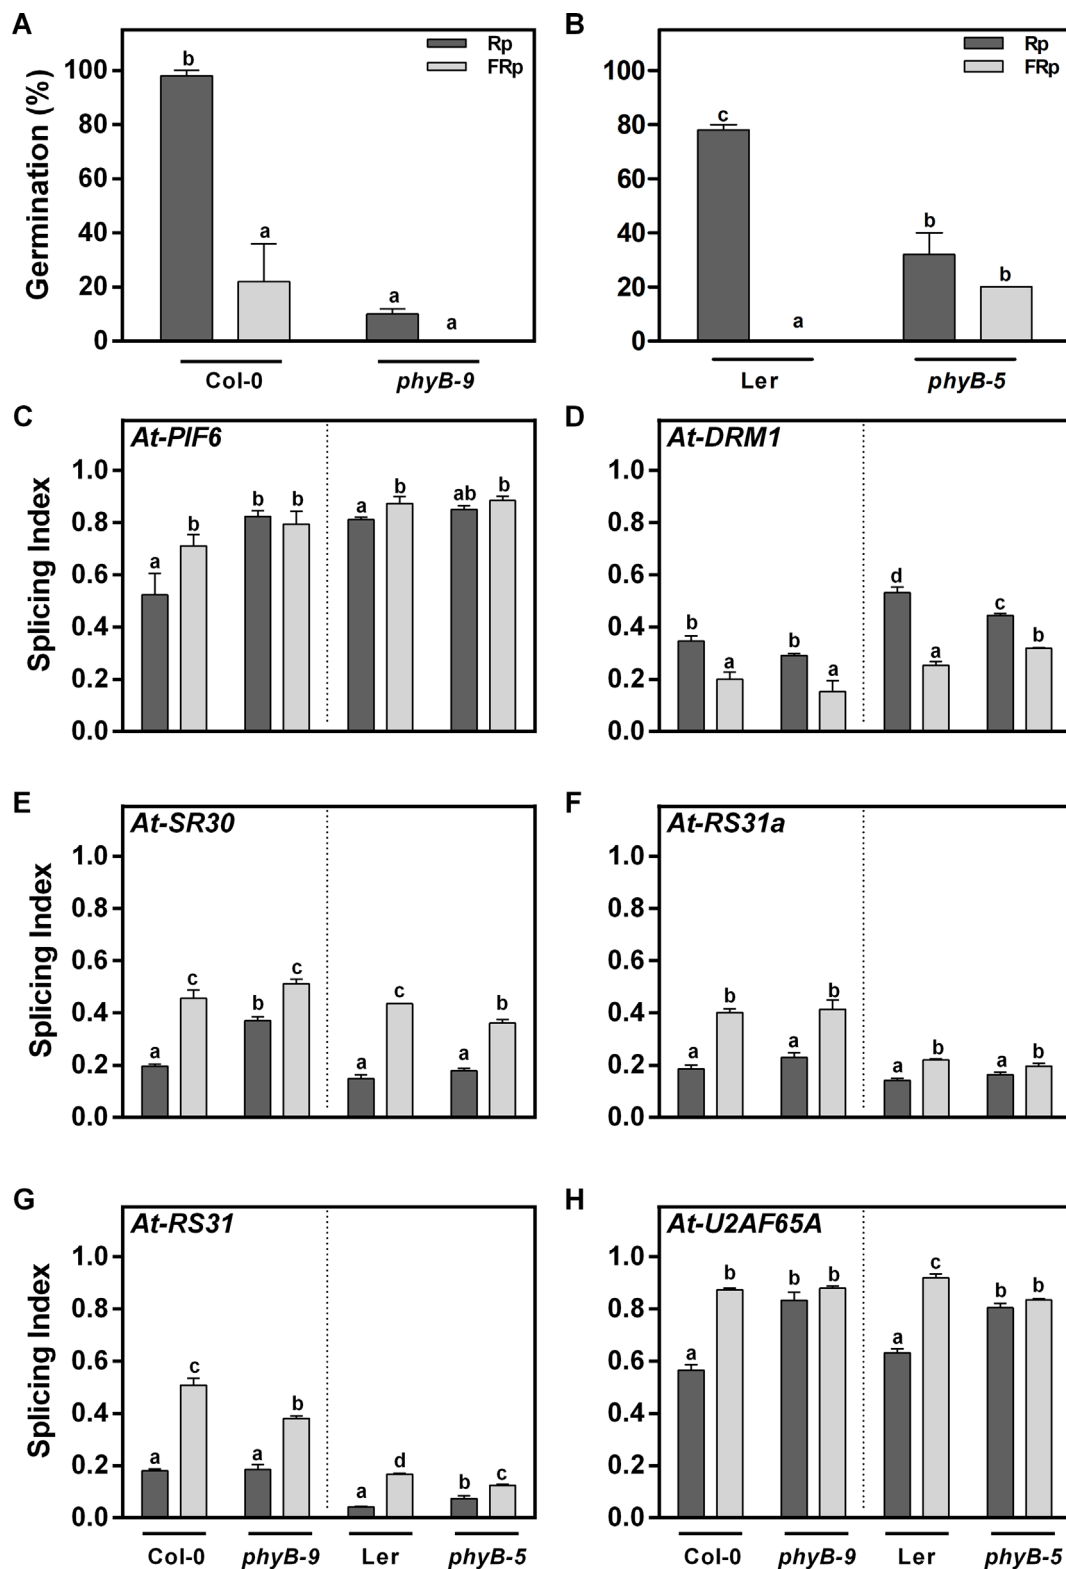 A
Germination (%)
100
80
60
40
20
0
Rp
FRp
b
a
a
a
Col-0
phyB-9
B
100
80
60
40
20
0
Rp
FRp
c
a
b
b
Ler
phyB-5
C
At-PIF6
Splicing Index
1.0
0.8
0.6
0.4
0.2
0.0
a
b
b
b
a
b
ab
b
D
At-DRM1
1.0
0.8
0.6
0.4
0.2
0.0
b
a
b
a
d
a
c
b
E
At-SR30
Splicing Index
1.0
0.8
0.6
0.4
0.2
0.0
a
c
b
c
a
c
a
b
F
At-RS31a
1.0
0.8
0.6
0.4
0.2
0.0
a
b
a
b
a
b
a
b
G
At-RS31
Splicing Index
1.0
0.8
0.6
0.4
0.2
0.0
a
c
a
b
a
d
b
c
Col-0
phyB-9
Ler
phyB-5
H
At-U2AF65A
1.0
0.8
0.6
0.4
0.2
0.0
a
b
b
b
a
c
b
b
Col-0
phyB-9
Ler
phyB-5